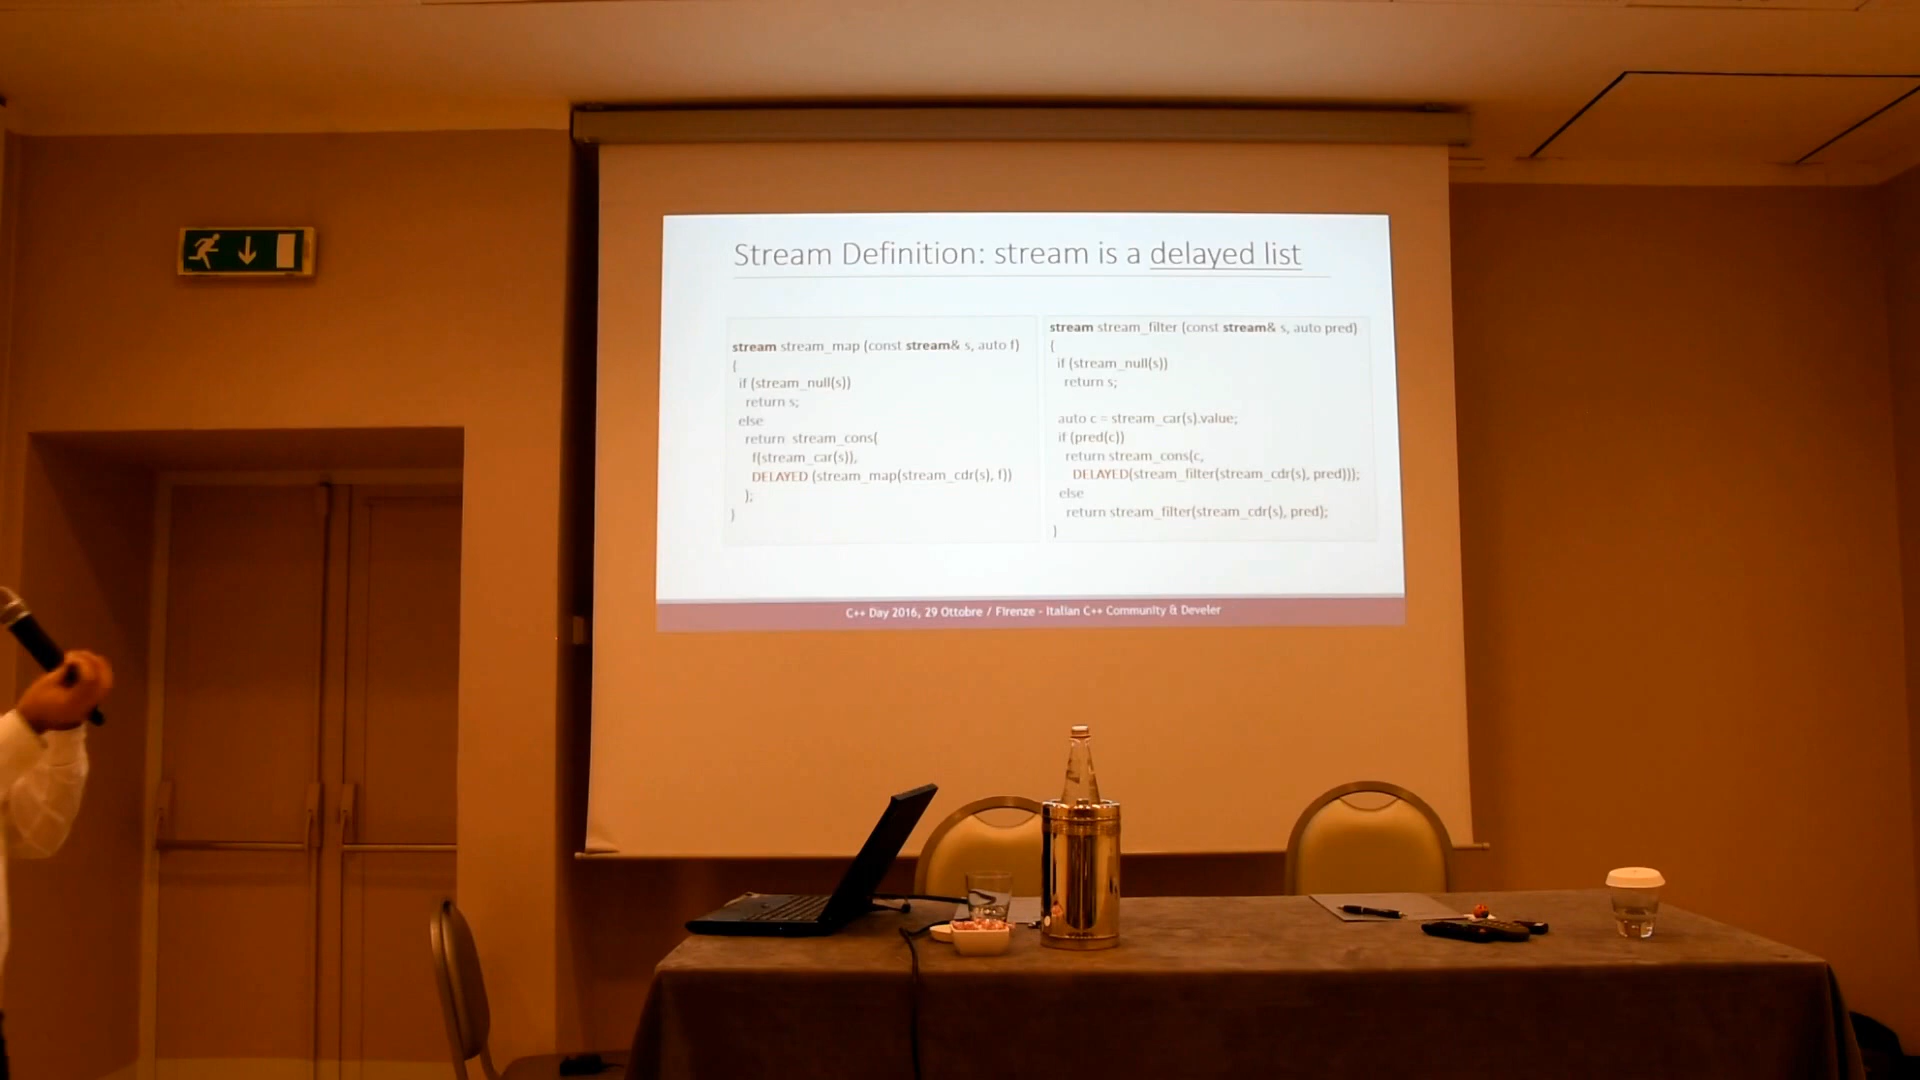 Stream Definition: stream is a delayed list
stream stream_map (const stream& s, auto f)
{
if (stream_null(s))
return s;
else
return stream_cons(
f(stream_car(s)),
DELAYED (stream_map(stream_cdr(s), f))
);
}
stream stream_filter (const stream& s, auto pred)
{
if (stream_null(s))
return s;
auto c = stream_car(s).value;
if (pred(c))
return stream_cons(c,
DELAYED(stream_filter(stream_cdr(s), pred)));
else
return stream_filter(stream_cdr(s), pred);
}
C++ Day 2016, 29 Ottobre / Firenze - Italian C++ Community & Develer